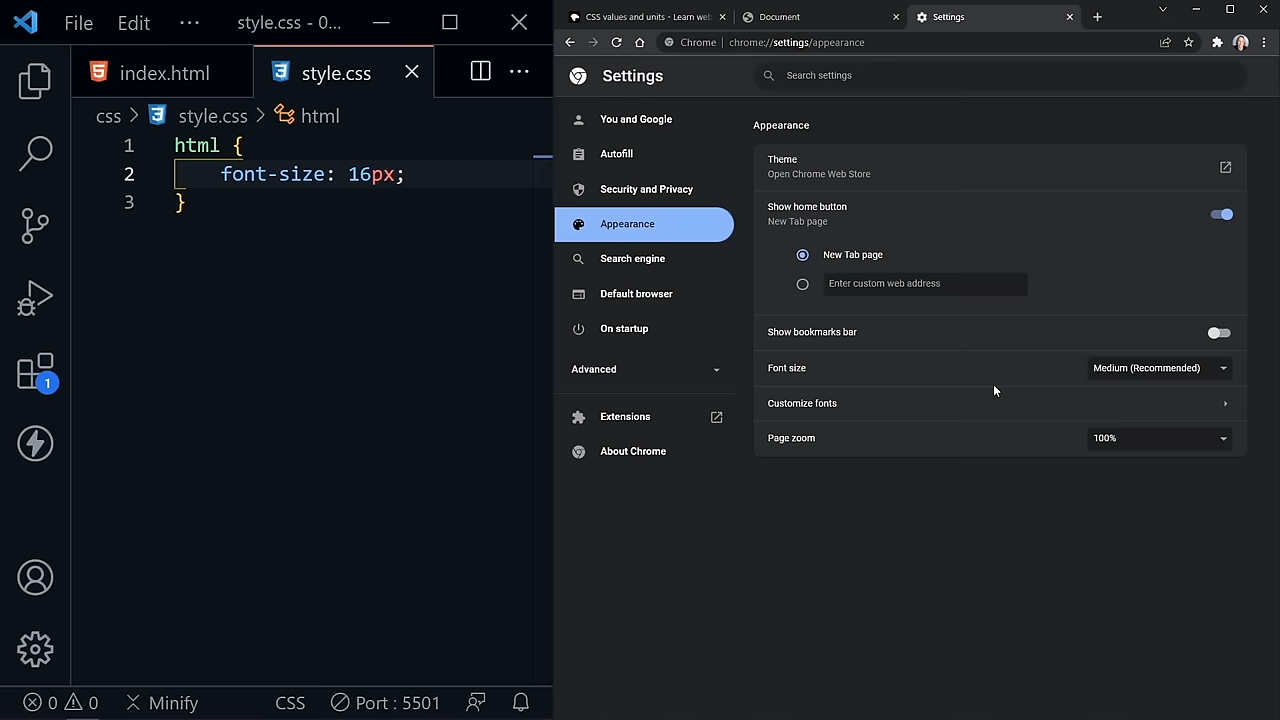 File Edit ··· style.css - 0...
index.html style.css
css > style.css > html
1 html {
2 font-size: 16px;
3 }
1
0 0 Minify CSS Port : 5501
CSS values and units - Learn web
Document
Settings
Chrome | chrome://settings/appearance
Settings
Search settings
You and Google
Autofill
Security and Privacy
Appearance
Search engine
Default browser
On startup
Advanced
Extensions
About Chrome
Appearance
Theme
Open Chrome Web Store
Show home button
New Tab page
New Tab page
Enter custom web address
Show bookmarks bar
Font size Medium (Recommended)
Customize fonts
Page zoom 100%